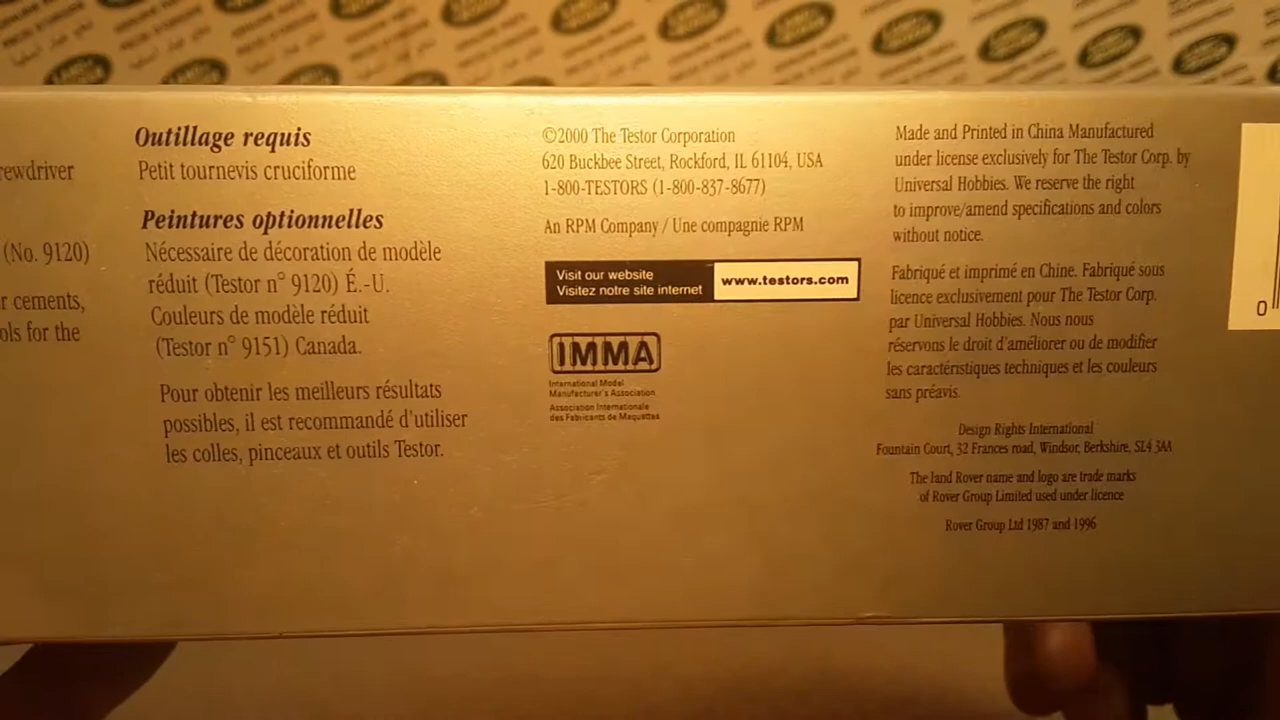 rewdriver
(No. 9120)
r cements,
ols for the
Outillage requis
Petit tournevis cruciforme
Peintures optionnelles
Nécessaire de décoration de modèle
réduit (Testor n° 9120) É.-U.
Couleurs de modèle réduit
(Testor n° 9151) Canada.
Pour obtenir les meilleurs résultats
possibles, il est recommandé d'utiliser
les colles, pinceaux et outils Testor.
©2000 The Testor Corporation
620 Buckbee Street, Rockford, IL 61104, USA
1-800-TESTORS (1-800-837-8677)
An RPM Company / Une compagnie RPM
Visit our website
Visitez notre site internet
www.testors.com
IMMA
International Model
Manufacturer's Association
Association Internationale
des Fabricants de Maquettes
Made and Printed in China Manufactured
under license exclusively for The Testor Corp. by
Universal Hobbies. We reserve the right
to improve/amend specifications and colors
without notice.
Fabriqué et imprimé en Chine. Fabriqué sous
licence exclusivement pour The Testor Corp.
par Universal Hobbies. Nous nous
réservons le droit d'améliorer ou de modifier
les caractéristiques techniques et les couleurs
sans préavis.
Design Rights International
Fountain Court, 32 Frances road, Windsor, Berkshire, SL4 3AA
The land Rover name and logo are trade marks
of Rover Group Limited used under licence
Rover Group Ltd 1987 and 1996
0